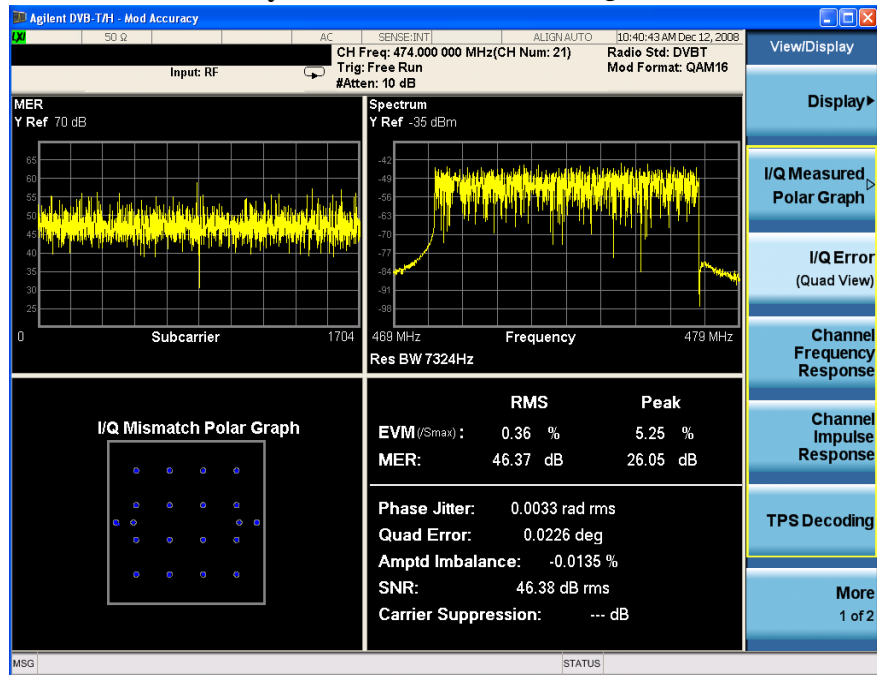 Agilent DVB-T/H - Mod Accuracy
LXI 50 Ω AC SENSE:INT ALIGN AUTO 10:40:43 AM Dec 12, 2008
CH Freq: 474.000 000 MHz(CH Num: 21) Radio Std: DVBT
Input: RF Trig: Free Run Mod Format: QAM16
#Atten: 10 dB
MER
Y Ref 70 dB
65
60
55
50
45
40
35
30
25
0 Subcarrier 1704
Spectrum
Y Ref -35 dBm
-42
-49
-56
-63
-70
-77
-84
-91
-98
469 MHz Frequency 479 MHz
Res BW 7324Hz
I/Q Mismatch Polar Graph
RMS Peak
EVM(/Smax): 0.36 % 5.25 %
MER: 46.37 dB 26.05 dB
Phase Jitter: 0.0033 rad rms
Quad Error: 0.0226 deg
Amptd Imbalance: -0.0135 %
SNR: 46.38 dB rms
Carrier Suppression: --- dB
View/Display
Display
I/Q Measured
Polar Graph
I/Q Error
(Quad View)
Channel
Frequency
Response
Channel
Impulse
Response
TPS Decoding
More
1 of 2
MSG STATUS